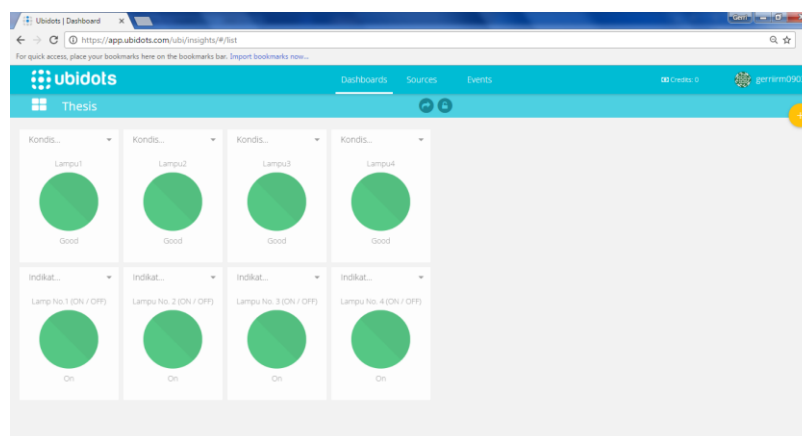 Ubidots | Dashboard
Gerri
https://app.ubidots.com/ubi/insights/#/list
For quick access, place your bookmarks here on the bookmarks bar. Import bookmarks now...
ubidots Dashboards Sources Events Credits: 0 gerriirm090
Thesis
Kondis... Kondis... Kondis... Kondis...
Lampu1 Lampu2 Lampu3 Lampu4
Good Good Good Good
Indikat... Indikat... Indikat... Indikat...
Lamp No.1 (ON / OFF) Lampu No. 2 (ON / OFF) Lampu No. 3 (ON / OFF) Lampu No. 4 (ON / OFF)
On On On On